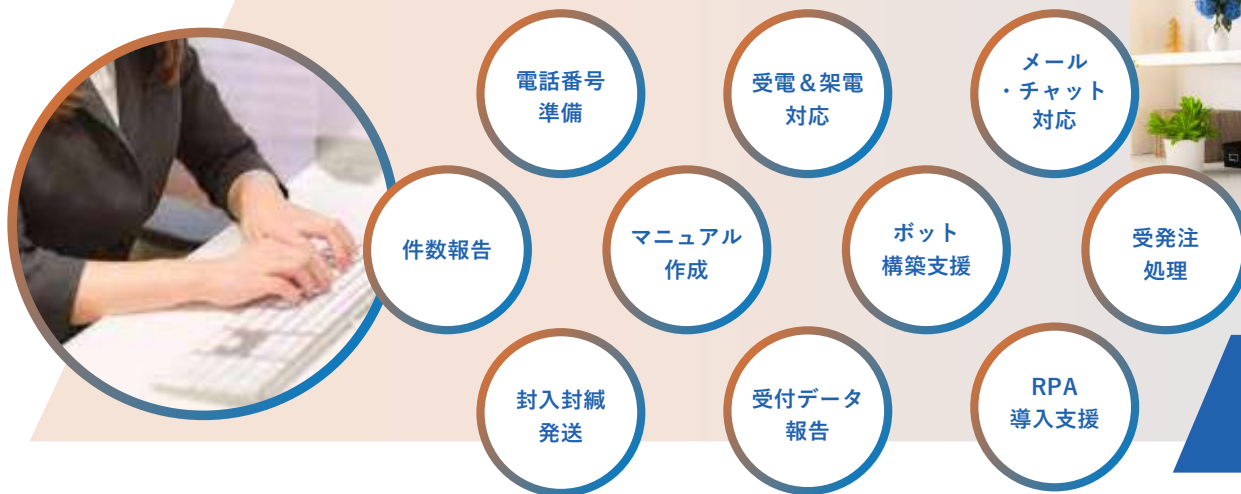 電話番号
準備
受電＆架電
対応
メール
・チャット
対応
件数報告
マニュアル
作成
ボット
構築支援
受発注
処理
封入封緘
発送
受付データ
報告
RPA
導入支援